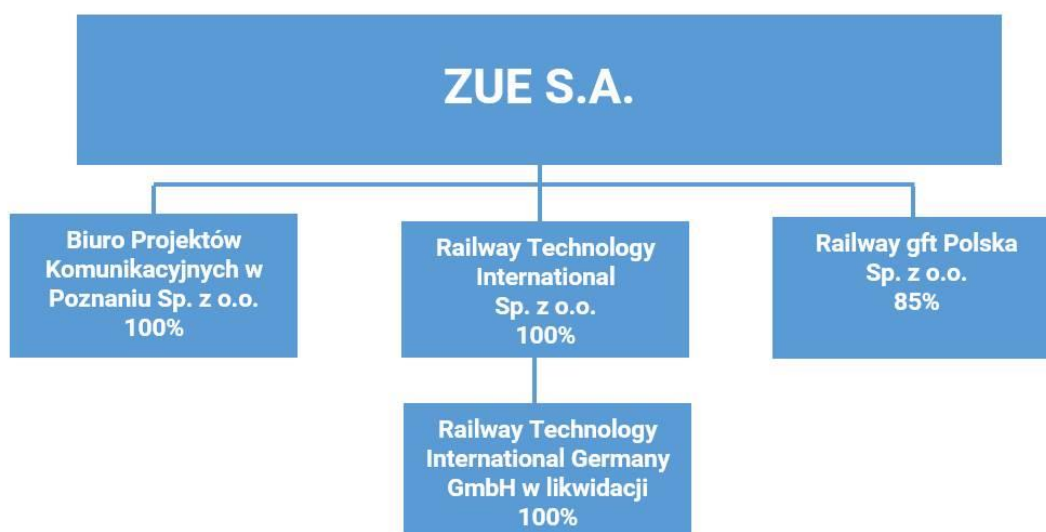 ZUE S.A.
Biuro Projektów
Komunikacyjnych w
Poznaniu Sp. z o.o.
100%
Railway Technology
International
Sp. z o.o.
100%
Railway gft Polska
Sp. z o.o.
85%
Railway Technology
International Germany
GmbH w likwidacji
100%